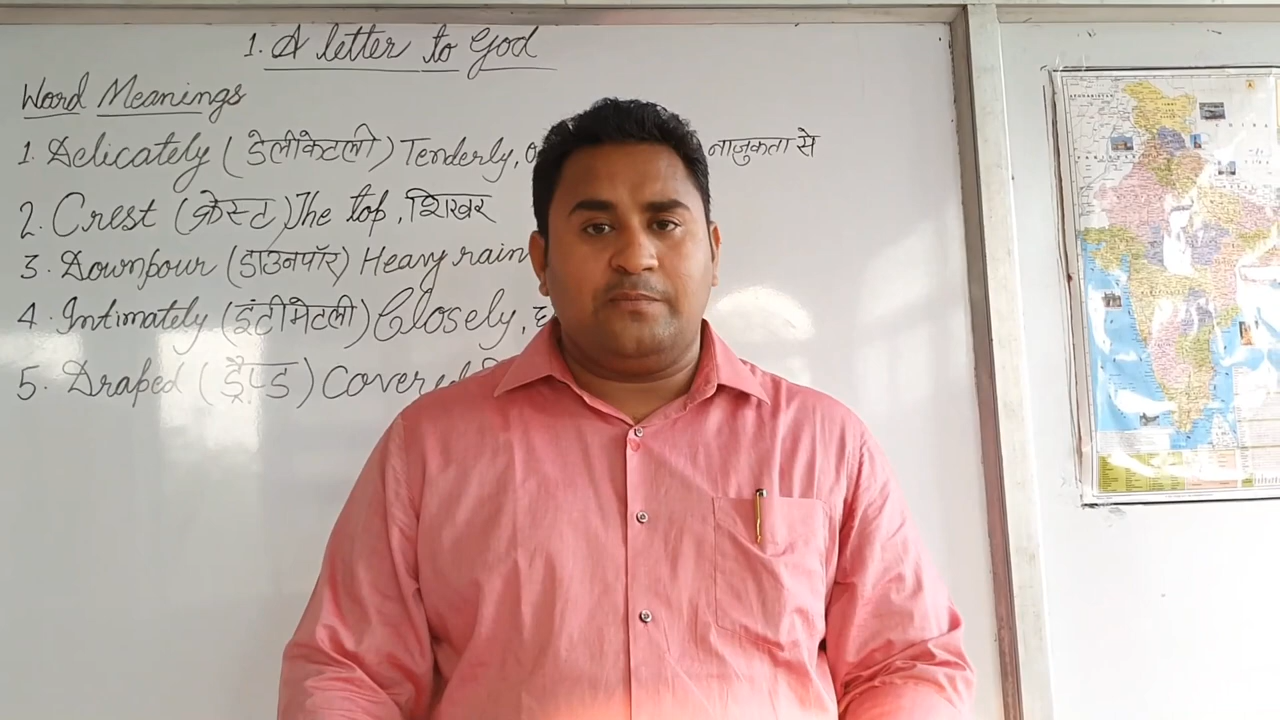 1. A letter to God
Word Meanings
1. Delicately (डेलीकेटली) Tenderly, नाजुकता से
2. Crest (क्रेस्ट) The top, शिखर
3. Downpour (डाउनपॉर) Heavy rain
4. Intimately (इंटीमेटली) Closely,
5. Draped (ड्रैप्ड) Covered